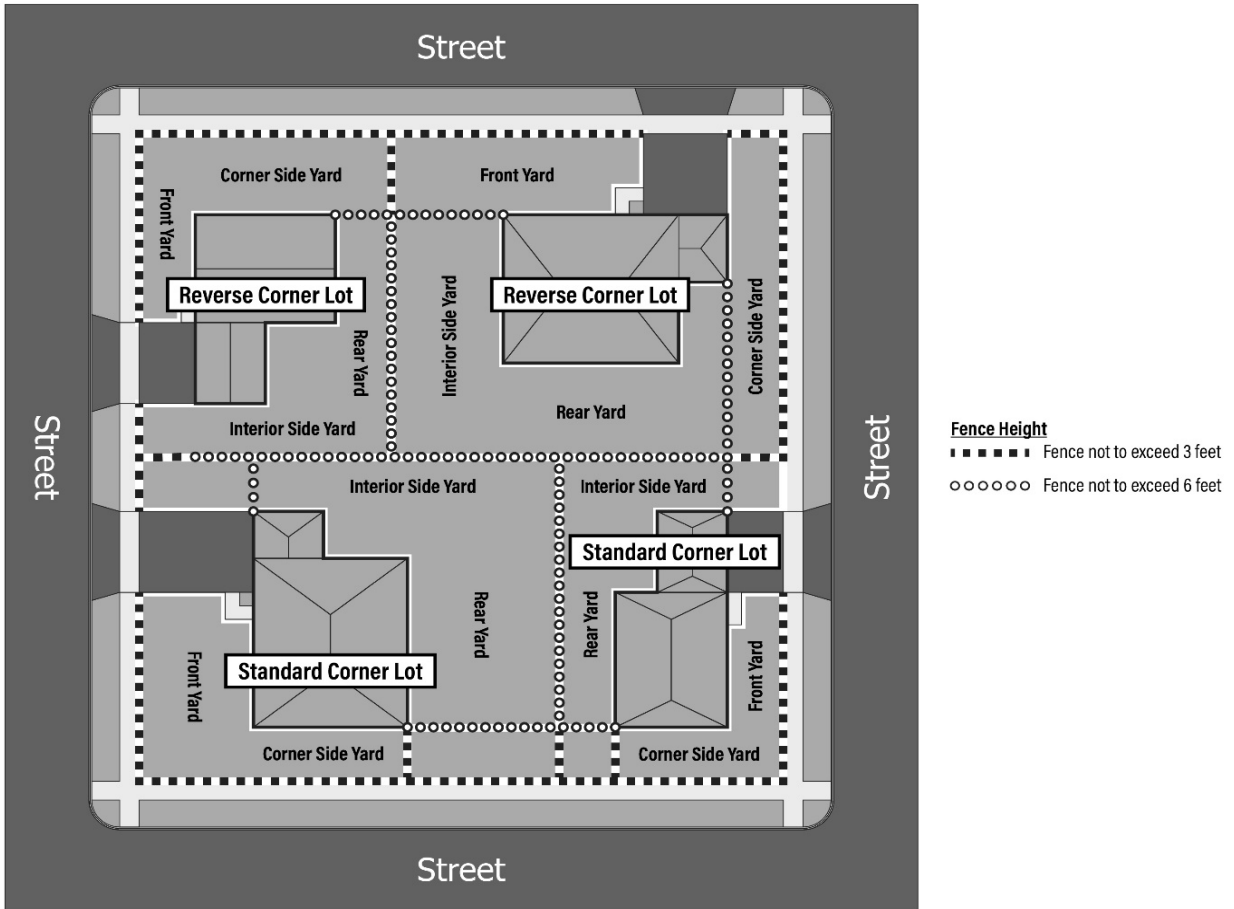 Street
Corner Side Yard
Front Yard
Front Yard
Reverse Corner Lot
Reverse Corner Lot
Interior Side Yard
Corner Side Yard
Rear Yard
Rear Yard
Interior Side Yard
Street
Street
Fence Height
Fence not to exceed 3 feet
Fence not to exceed 6 feet
Interior Side Yard
Interior Side Yard
Standard Corner Lot
Rear Yard
Rear Yard
Front Yard
Standard Corner Lot
Front Yard
Corner Side Yard
Corner Side Yard
Street